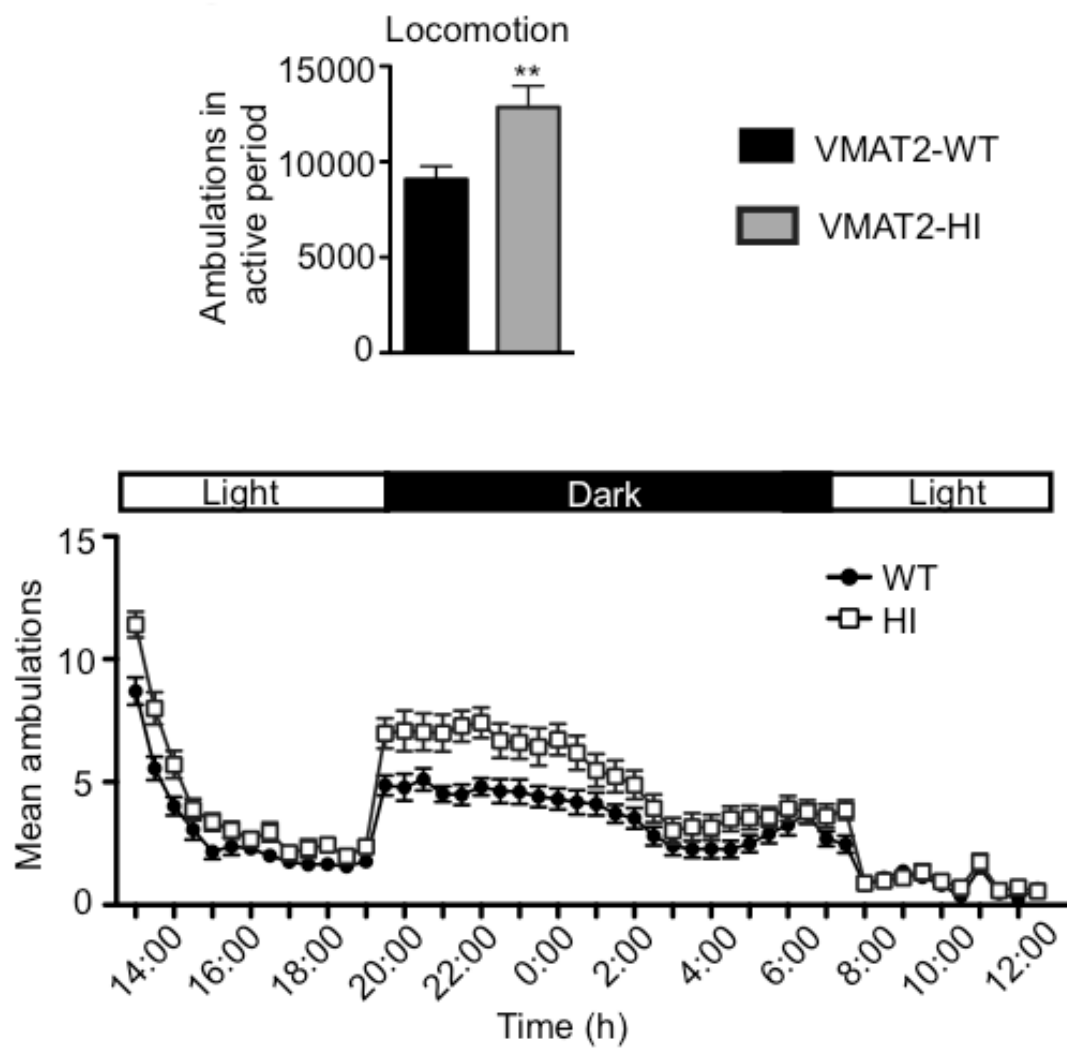 Locomotion
Ambulations in
active period
15000
10000
5000
0
**
VMAT2-WT
VMAT2-HI
Light
Dark
Light
Mean ambulations
15
10
5
0
WT
HI
14:00
16:00
18:00
20:00
22:00
0:00
2:00
4:00
6:00
8:00
10:00
12:00
Time (h)